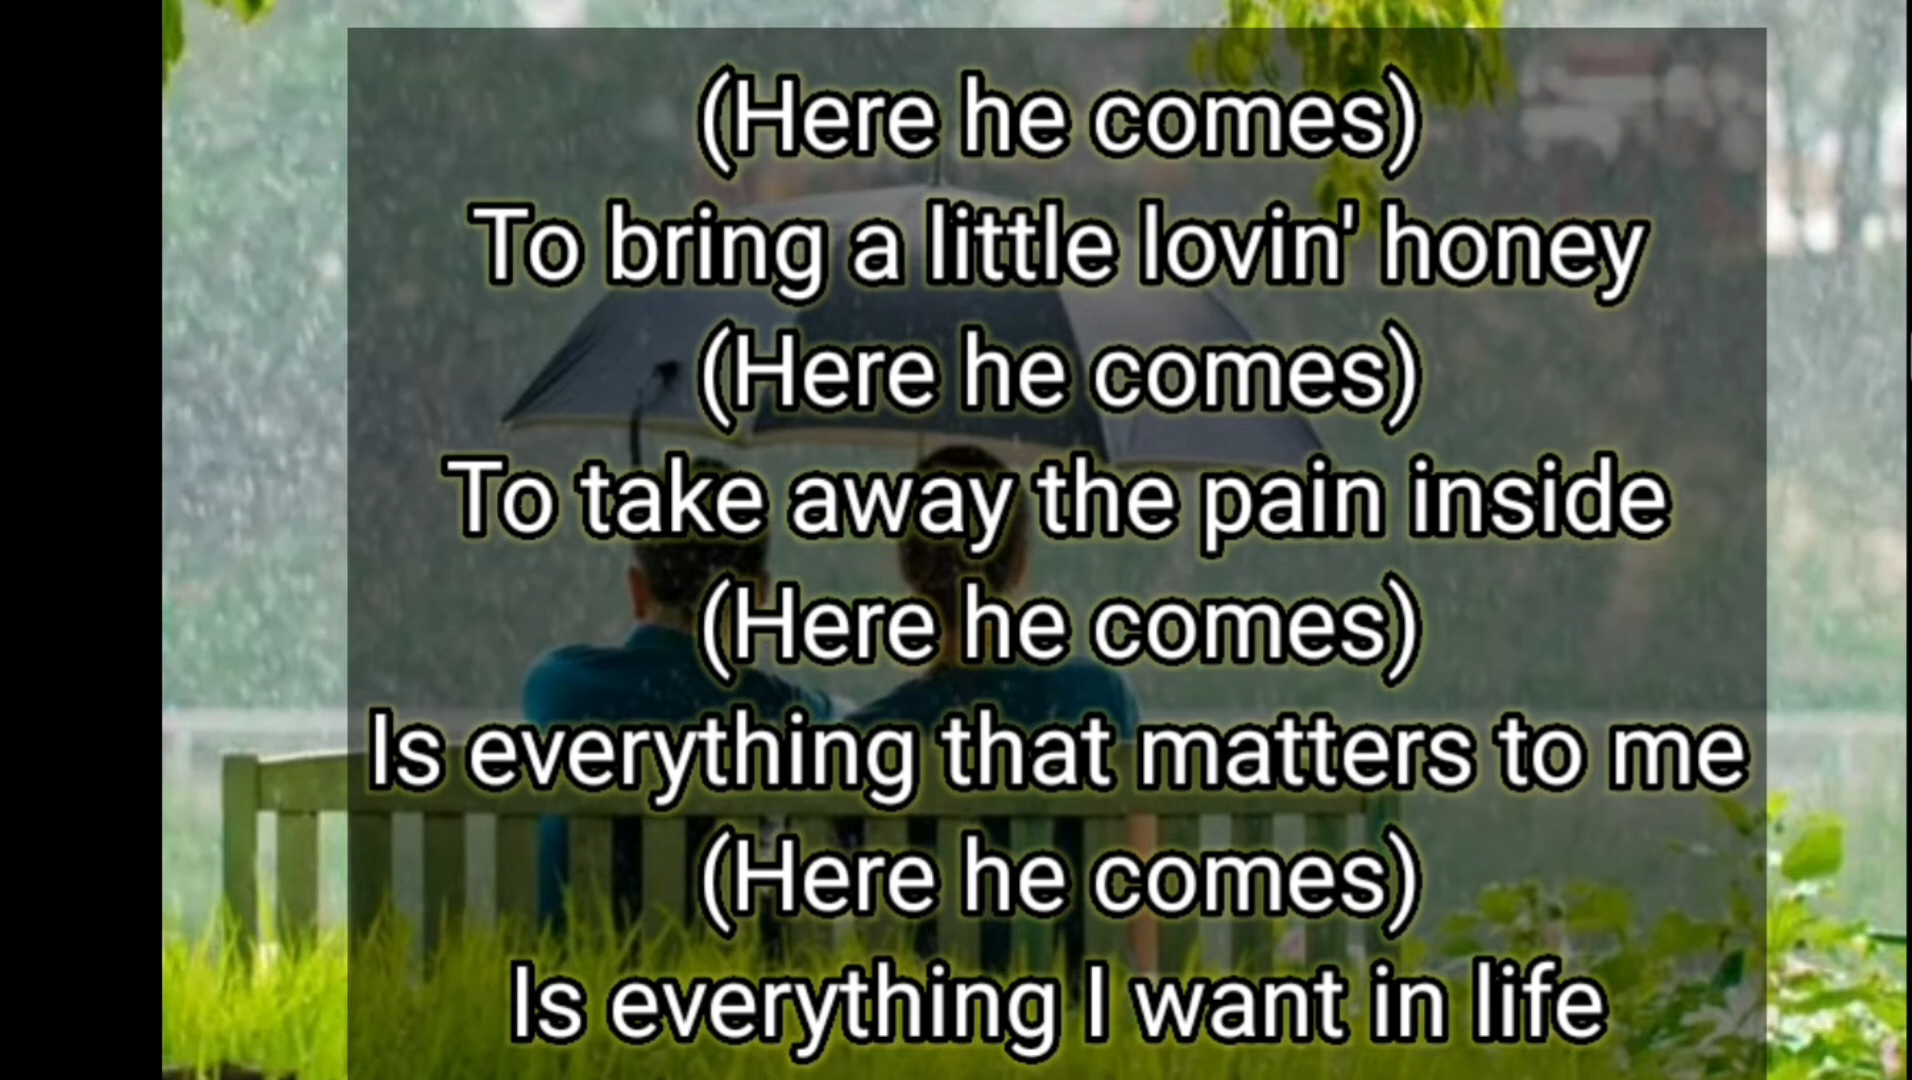 (Here he comes)
To bring a little lovin' honey
(Here he comes)
To take away the pain inside
(Here he comes)
Is everything that matters to me
(Here he comes)
Is everything I want in life